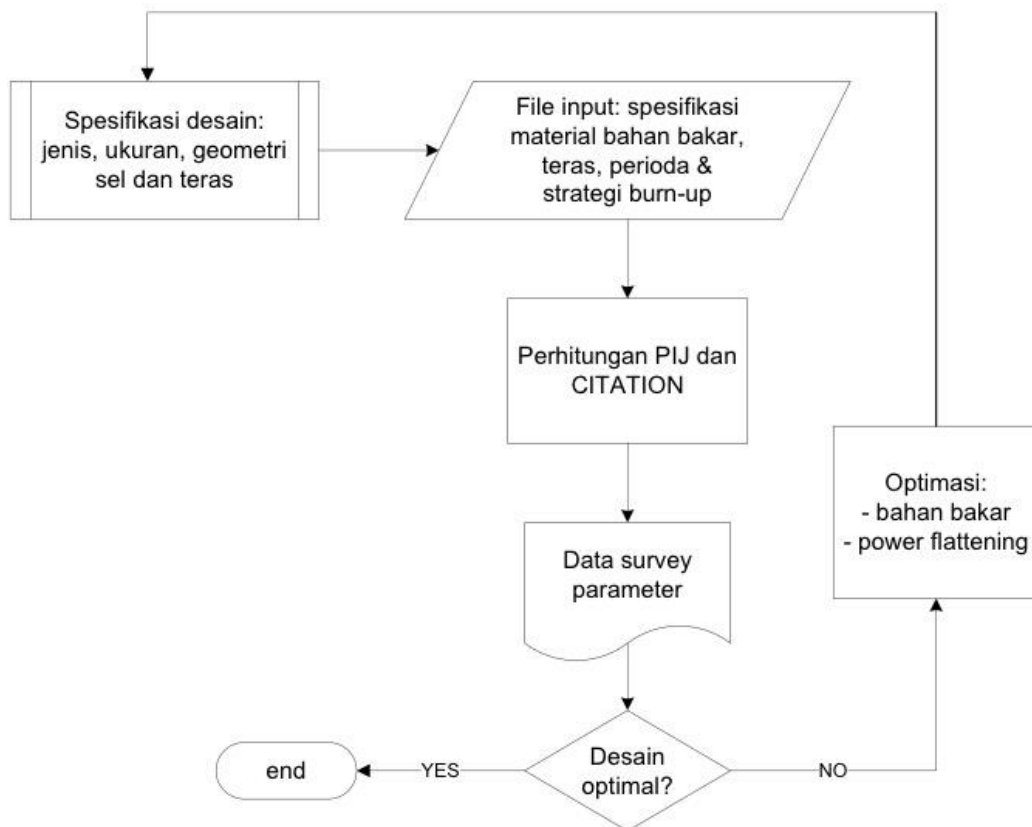 Spesifikasi desain:
jenis, ukuran, geometri
sel dan teras
File input: spesifikasi
material bahan bakar,
teras, perioda &
strategi burn-up
Perhitungan PIJ dan
CITATION
Optimasi:
- bahan bakar
- power flattening
Data survey
parameter
Desain
optimal?
YES
NO
end